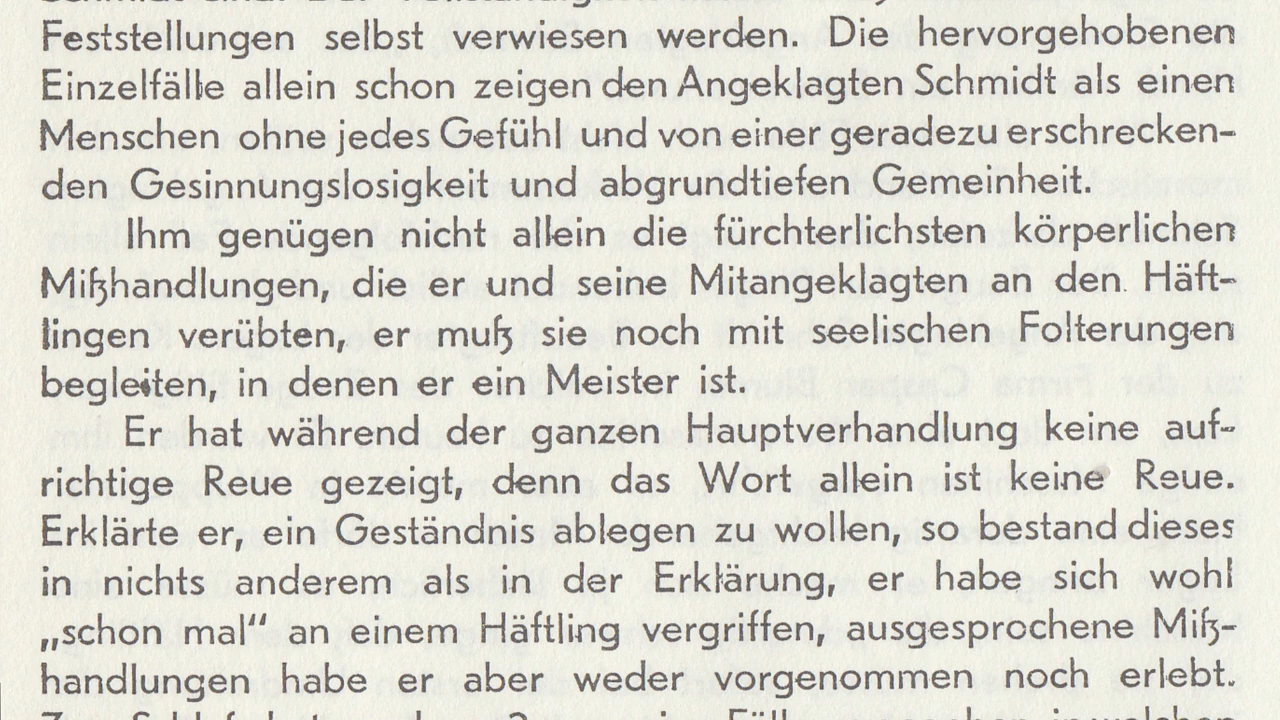 Feststellungen selbst verwiesen werden. Die hervorgehobenen
Einzelfälle allein schon zeigen den Angeklagten Schmidt als einen
Menschen ohne jedes Gefühl und von einer geradezu erschrecken-
den Gesinnungslosigkeit und abgrundtiefen Gemeinheit.
Ihm genügen nicht allein die fürchterlichsten körperlichen
Mißhandlungen, die er und seine Mitangeklagten an den Häft-
lingen verübten, er muß sie noch mit seelischen Folterungen
begleiten, in denen er ein Meister ist.
Er hat während der ganzen Hauptverhandlung keine auf-
richtige Reue gezeigt, denn das Wort allein ist keine Reue.
Erklärte er, ein Geständnis ablegen zu wollen, so bestand dieses
in nichts anderem als in der Erklärung, er habe sich wohl
„schon mal“ an einem Häftling vergriffen, ausgesprochene Miß-
handlungen habe er aber weder vorgenommen noch erlebt.